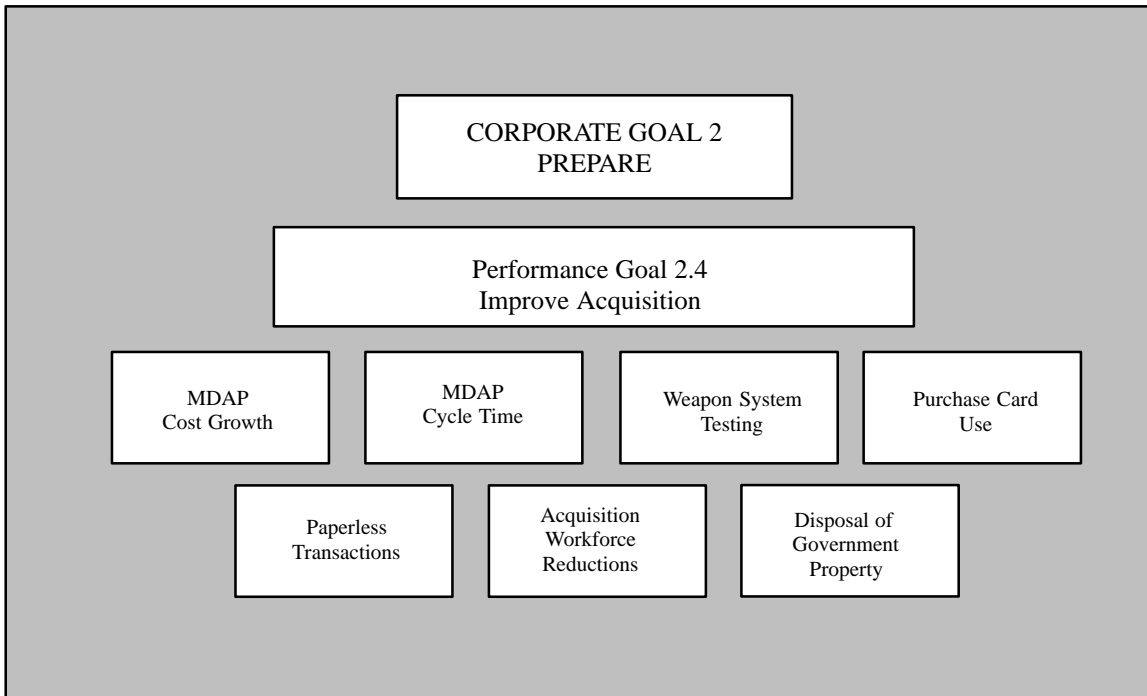 CORPORATE GOAL 2
PREPARE
Performance Goal 2.4
Improve Acquisition
MDAP
Cost Growth
MDAP
Cycle Time
Weapon System
Testing
Purchase Card
Use
Paperless
Transactions
Acquisition
Workforce
Reductions
Disposal of
Government
Property